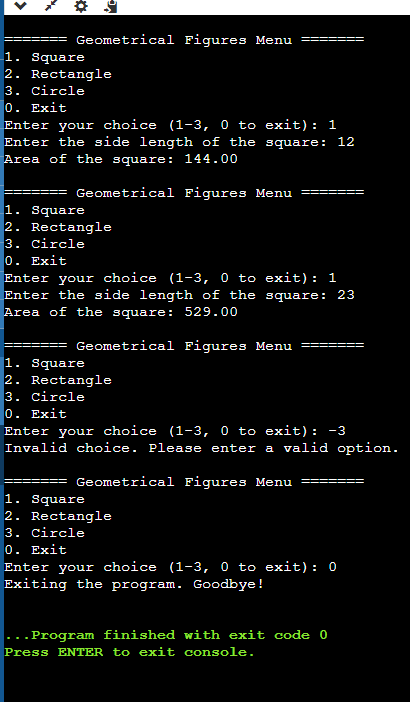 ======= Geometrical Figures Menu =======
1. Square
2. Rectangle
3. Circle
0. Exit
Enter your choice (1-3, 0 to exit): 1
Enter the side length of the square: 12
Area of the square: 144.00
======= Geometrical Figures Menu =======
1. Square
2. Rectangle
3. Circle
0. Exit
Enter your choice (1-3, 0 to exit): 1
Enter the side length of the square: 23
Area of the square: 529.00
======= Geometrical Figures Menu =======
1. Square
2. Rectangle
3. Circle
0. Exit
Enter your choice (1-3, 0 to exit): -3
Invalid choice. Please enter a valid option.
======= Geometrical Figures Menu =======
1. Square
2. Rectangle
3. Circle
0. Exit
Enter your choice (1-3, 0 to exit): 0
Exiting the program. Goodbye!
...Program finished with exit code 0
Press ENTER to exit console.